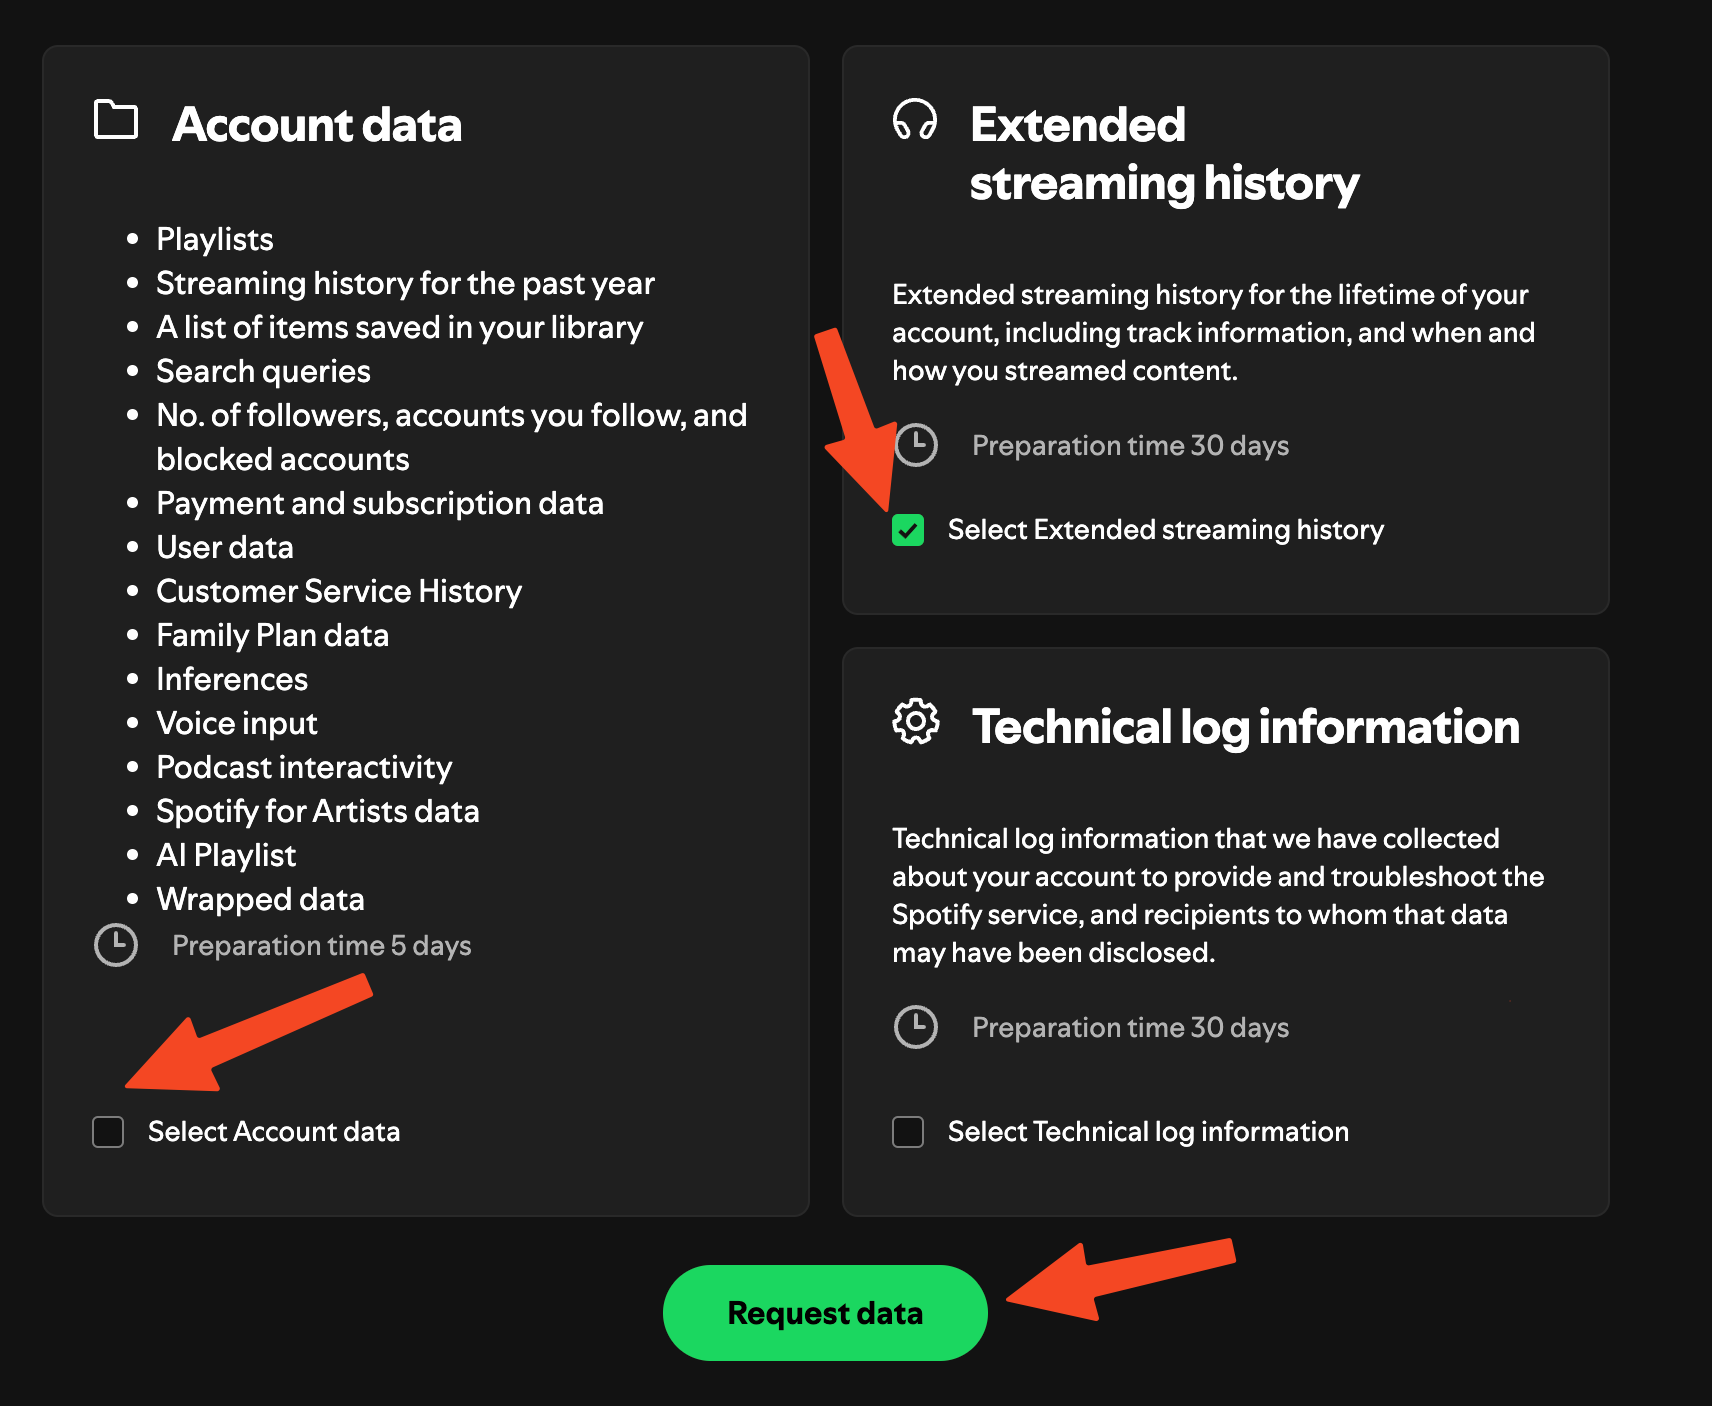 Account data
Playlists
Streaming history for the past year
A list of items saved in your library
Search queries
No. of followers, accounts you follow, and
blocked accounts
Payment and subscription data
User data
Customer Service History
Family Plan data
Inferences
Voice input
Podcast interactivity
Spotify for Artists data
AI Playlist
Wrapped data
Preparation time 5 days
Select Account data
Extended
streaming history
Extended streaming history for the lifetime of your
account, including track information, and when and
how you streamed content.
Preparation time 30 days
Select Extended streaming history
Technical log information
Technical log information that we have collected
about your account to provide and troubleshoot the
Spotify service, and recipients to whom that data
may have been disclosed.
Preparation time 30 days
Select Technical log information
Request data